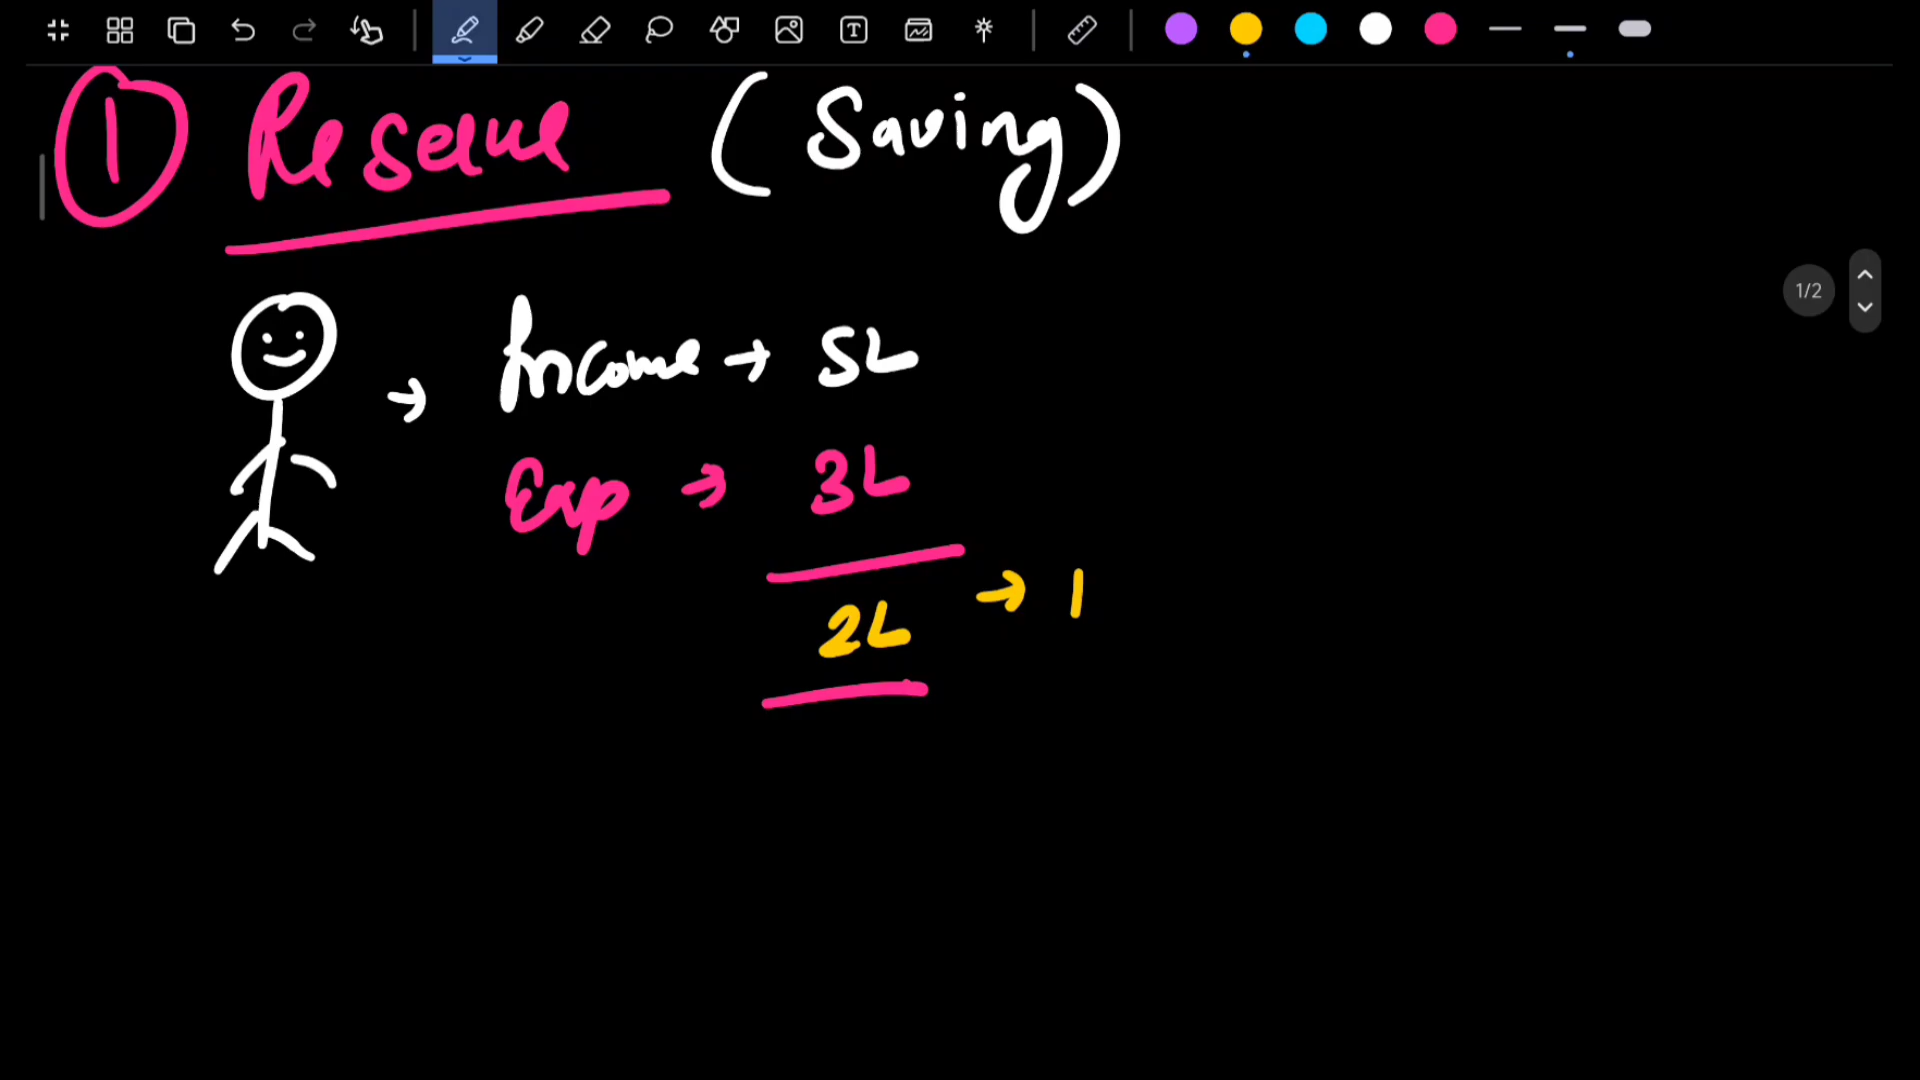 ① Reserve (Saving)
1/2
→ Income → 5L
Exp → 3L
2L → 1